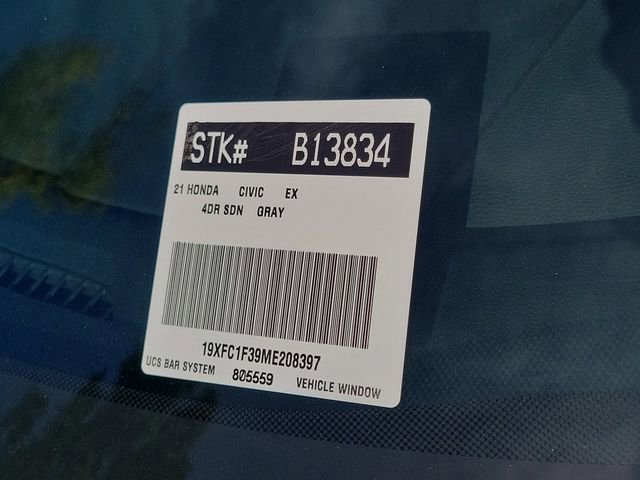 STK# B13834
21 HONDA CIVIC EX
4DR SDN GRAY
19XFC1F39ME208397
UCS BAR SYSTEM 805559 VEHICLE WINDOW